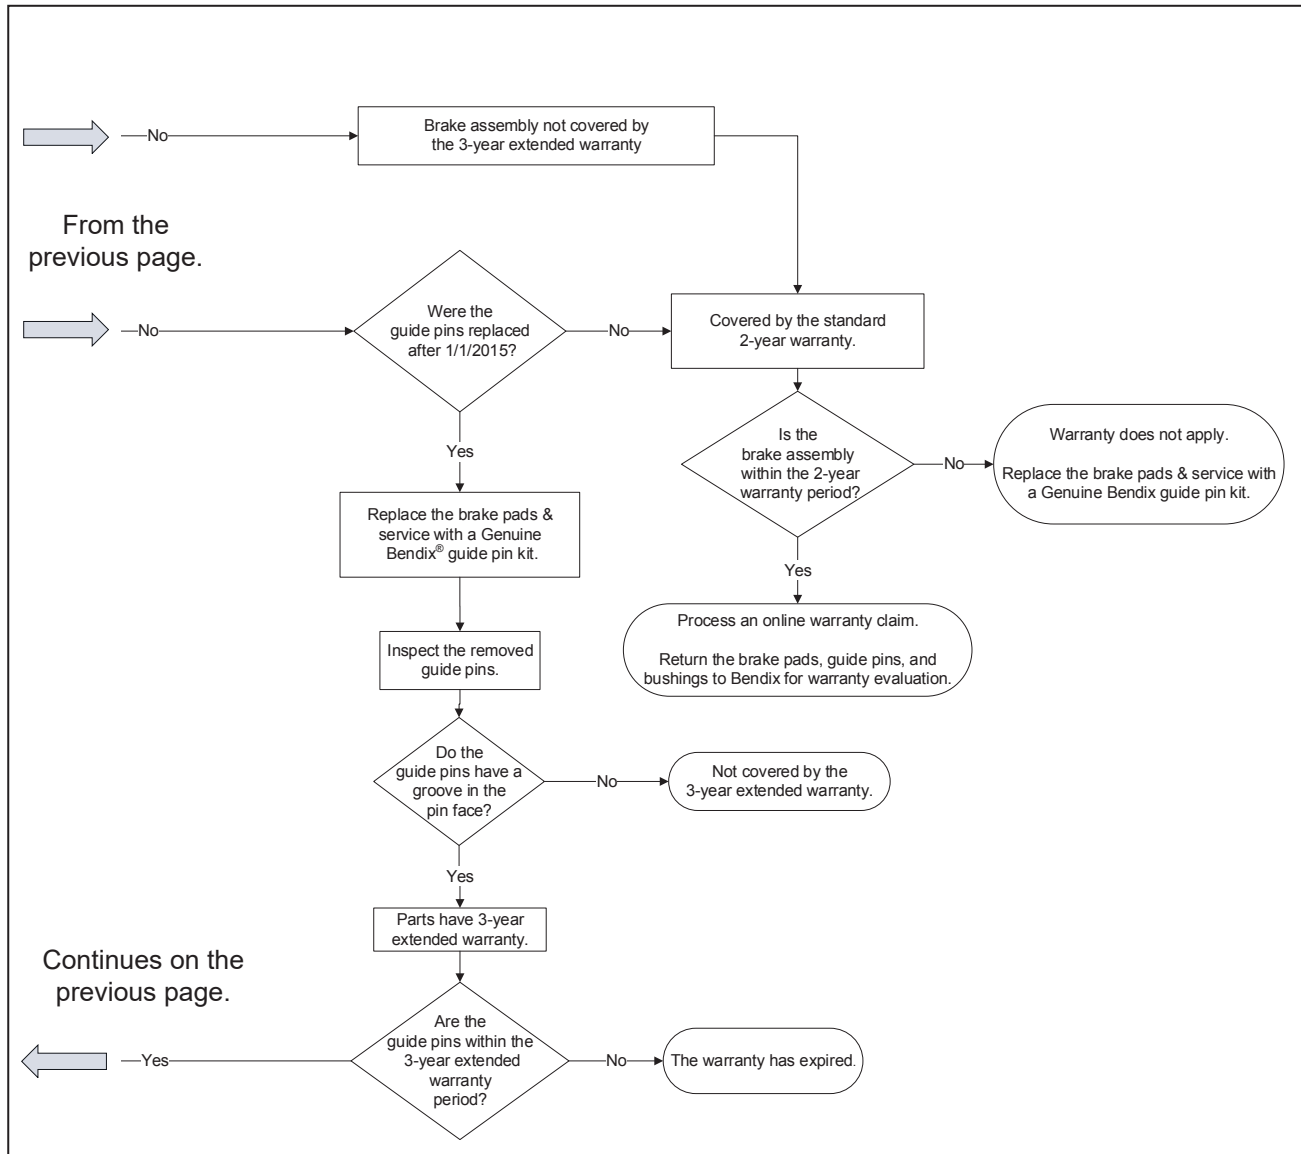 No
Brake assembly not covered by
the 3-year extended warranty
From the
previous page.
No
Were the
guide pins replaced
after 1/1/2015?
No
Covered by the standard
2-year warranty.
Yes
Is the
brake assembly
within the 2-year
warranty period?
No
Warranty does not apply.
Replace the brake pads & service with
a Genuine Bendix guide pin kit.
Replace the brake pads &
service with a Genuine
Bendix® guide pin kit.
Yes
Process an online warranty claim.
Return the brake pads, guide pins, and
bushings to Bendix for warranty evaluation.
Inspect the removed
guide pins.
Do the
guide pins have a
groove in the
pin face?
No
Not covered by the
3-year extended warranty.
Yes
Parts have 3-year
extended warranty.
Continues on the
previous page.
Yes
Are the
guide pins within the
3-year extended
warranty
period?
No
The warranty has expired.